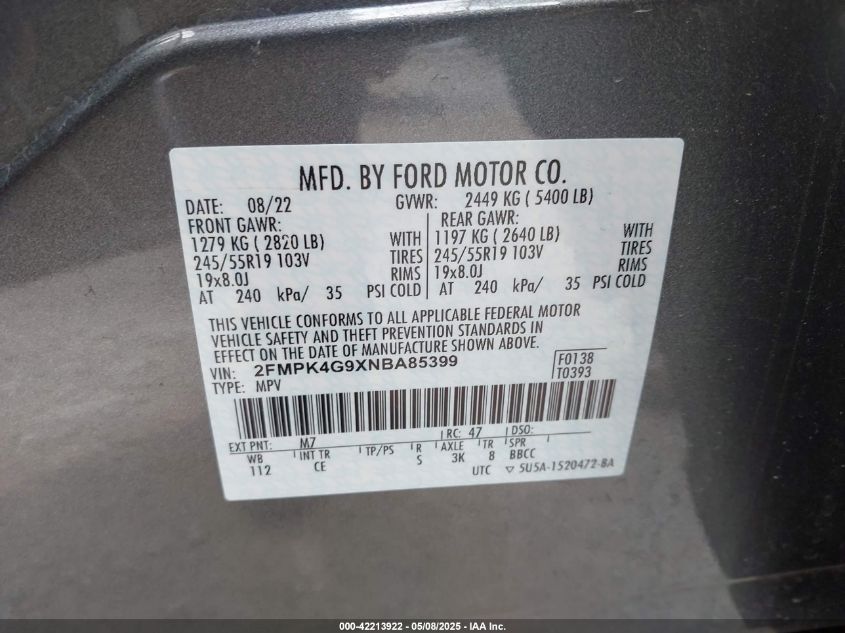 MFD. BY FORD MOTOR CO.
DATE: 08/22 GVWR: 2449 KG ( 5400 LB)
FRONT GAWR: REAR GAWR:
1279 KG ( 2820 LB) WITH 1197 KG ( 2640 LB) WITH
245/55R19 103V TIRES 245/55R19 103V TIRES
19x8.0J RIMS 19x8.0J RIMS
AT 240 kPa/ 35 PSI COLD AT 240 kPa/ 35 PSI COLD
THIS VEHICLE CONFORMS TO ALL APPLICABLE FEDERAL MOTOR
VEHICLE SAFETY AND THEFT PREVENTION STANDARDS IN
EFFECT ON THE DATE OF MANUFACTURE SHOWN ABOVE.
VIN: 2FMPK4G9XNBA85399 F0138
TYPE: MPV T0393
EXT PNT: M7 RC: 47 DSO:
WB INT TR TP/PS R AXLE TR SPR
112 CE S 3K 8 BBCC
UTC ▽ 5U5A-1520472-BA
000-42213922 - 05/08/2025 - IAA Inc.